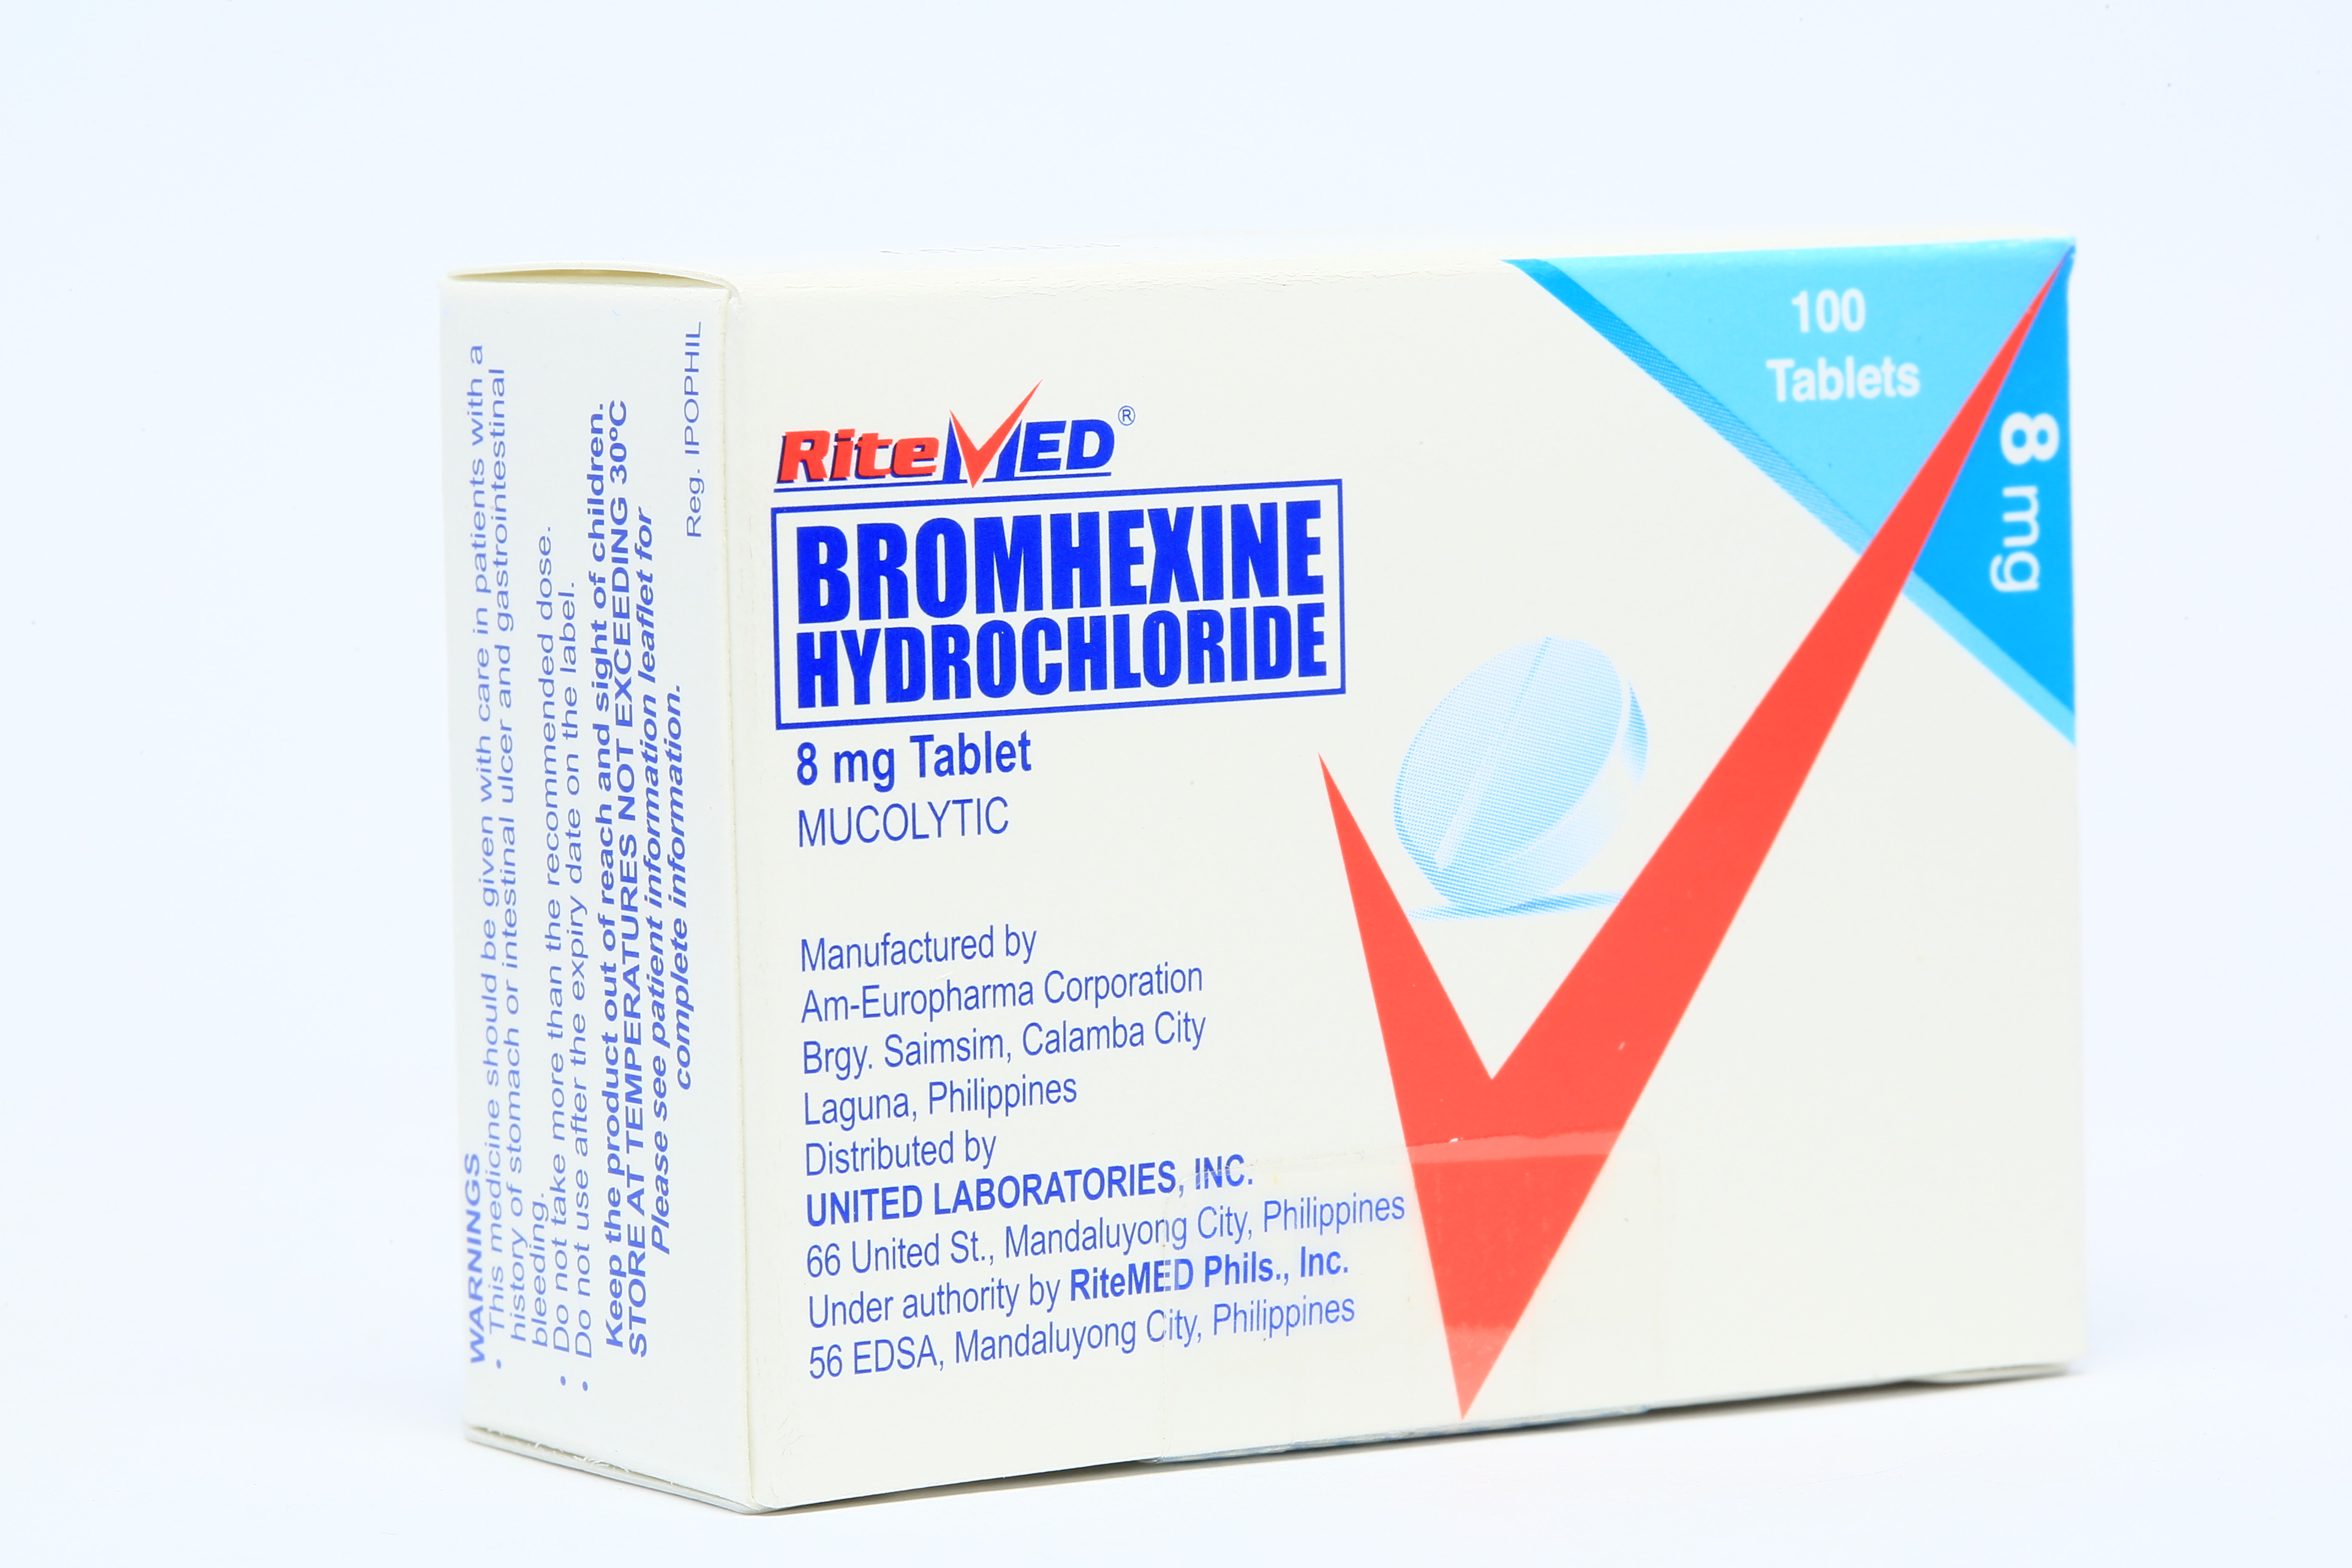 WARNINGS
• This medicine should be given with care in patients with a
history of stomach or intestinal ulcer and gastrointestinal
bleeding.
• Do not take more than the recommended dose.
• Do not use after the expiry date on the label.
Keep the product out of reach and sight of children.
STORE AT TEMPERATURES NOT EXCEEDING 30°C
Please see patient information leaflet for
complete information.
Reg. IPOPHIL
RiteMED®
BROMHEXINE
HYDROCHLORIDE
8 mg Tablet
MUCOLYTIC
Manufactured by
Am-Europharma Corporation
Brgy. Saimsim, Calamba City
Laguna, Philippines
Distributed by
UNITED LABORATORIES, INC.
66 United St., Mandaluyong City, Philippines
Under authority by RiteMED Phils., Inc.
56 EDSA, Mandaluyong City, Philippines
100
Tablets
8 mg